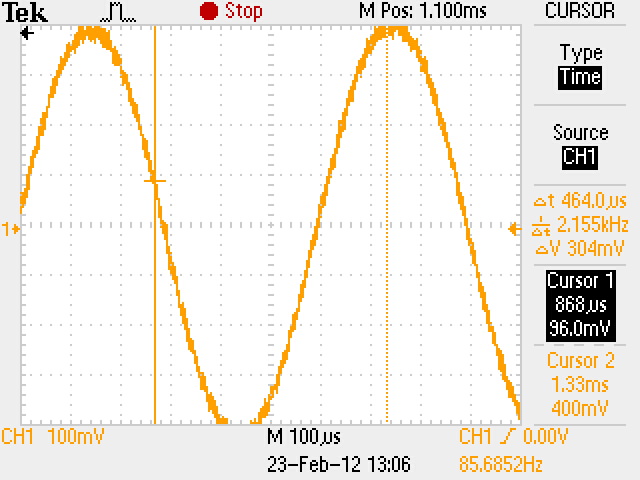 Tek Stop M Pos: 1.100ms CURSOR
Type
Time
Source
CH1
Δt 464.0µs
1/Δt 2.155kHz
ΔV 304mV
1
Cursor 1
868µs
96.0mV
Cursor 2
1.33ms
400mV
CH1 100mV M 100µs CH1 0.00V
23-Feb-12 13:06 85.6852Hz